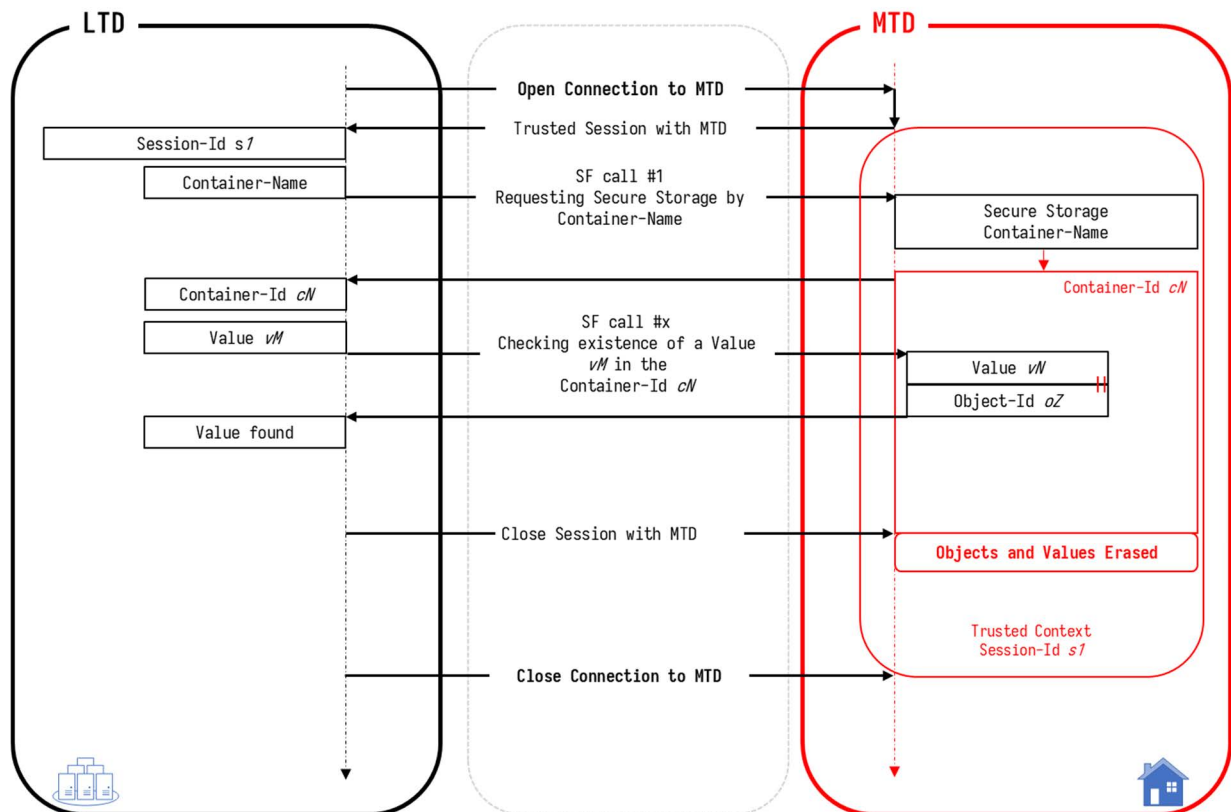 LTD
MTD
Open Connection to MTD
Trusted Session with MTD
Session-Id s1
Container-Name
SF call #1
Requesting Secure Storage by
Container-Name
Secure Storage
Container-Name
Container-Id cN
Container-Id cN
Value vM
SF call #x
Checking existence of a Value
vM in the
Container-Id cN
Value vN
Object-Id oZ
Value found
Close Session with MTD
Objects and Values Erased
Trusted Context
Session-Id s1
Close Connection to MTD